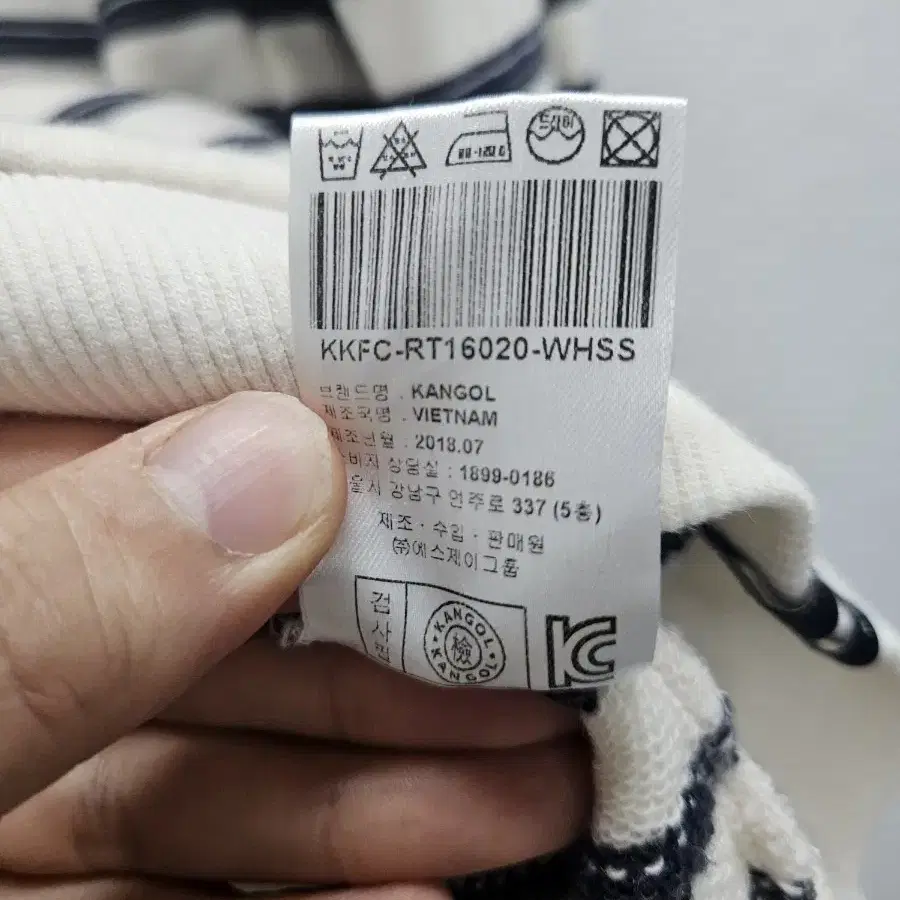 드라이
KKFC-RT16020-WHSS
브랜드명 : KANGOL
제조국명 : VIETNAM
제조년월 : 2018.07
비자 상담실 : 1899-0186
울시 강남구 언주로 337 (5층)
제조 · 수입 · 판매원
㈜에스제이그룹
검사필
KANGOL
檢
KANGOL
KC